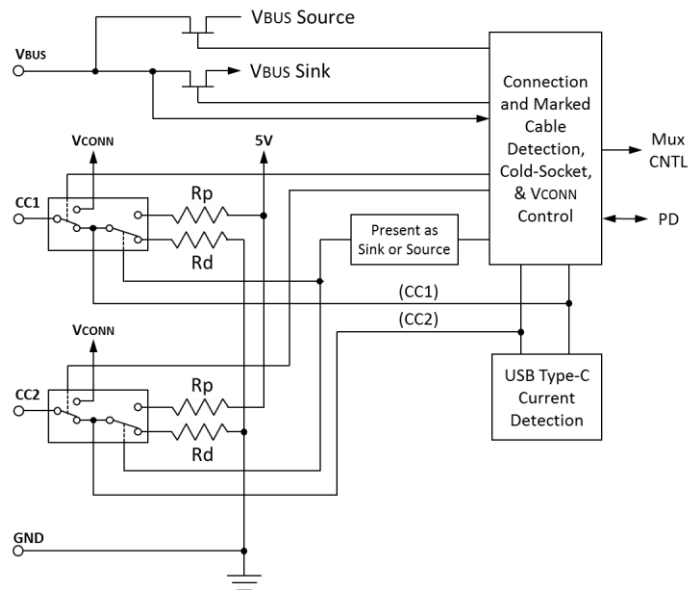 VBUS Source
VBUS
VBUS Sink
Connection
and Marked
Cable
Detection,
Cold-Socket,
& VCONN
Control
Mux
CNTL
PD
VCONN
5V
CC1
Rp
Rd
Present as
Sink or Source
(CC1)
(CC2)
VCONN
CC2
Rp
Rd
USB Type-C
Current
Detection
GND